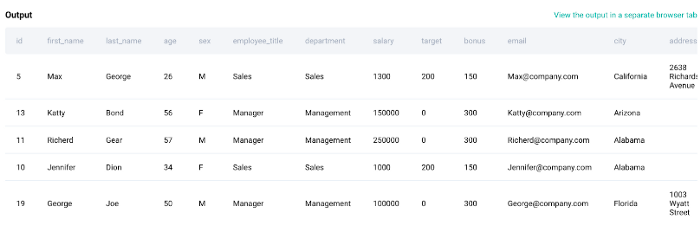 Output View the output in a separate browser tab
id first_name last_name age sex employee_title department salary target bonus email city address
5 Max George 26 M Sales Sales 1300 200 150 Max@company.com California 2638 Richards Avenue
13 Katty Bond 56 F Manager Management 150000 0 300 Katty@company.com Arizona
11 Richerd Gear 57 M Manager Management 250000 0 300 Richerd@company.com Alabama
10 Jennifer Dion 34 F Sales Sales 1000 200 150 Jennifer@company.com Alabama
19 George Joe 50 M Manager Management 100000 0 300 George@company.com Florida 1003 Wyatt Street